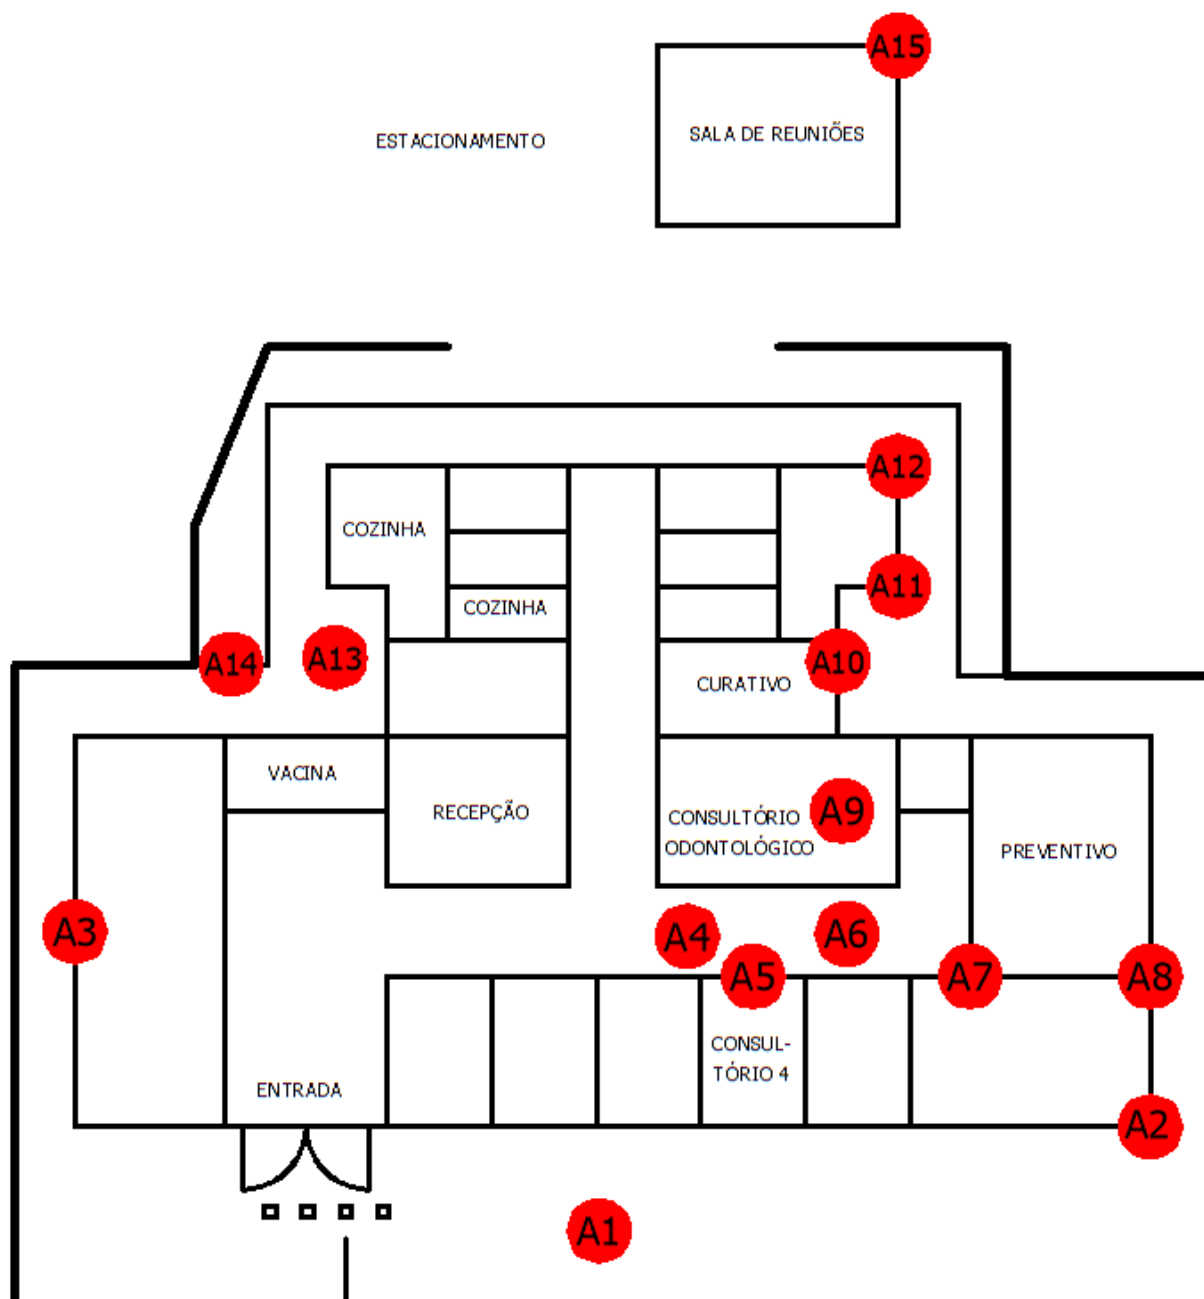 A15
SALA DE REUNIÕES
ESTACIONAMENTO
A12
COZINHA
A11
COZINHA
A14
A13
A10
CURATIVO
VACINA
RECEPÇÃO
CONSULTÓRIO
ODONTOLÓGICO
A9
PREVENTIVO
A3
A4
A6
A5
A7
A8
CONSUL-
TÓRIO 4
ENTRADA
A2
A1